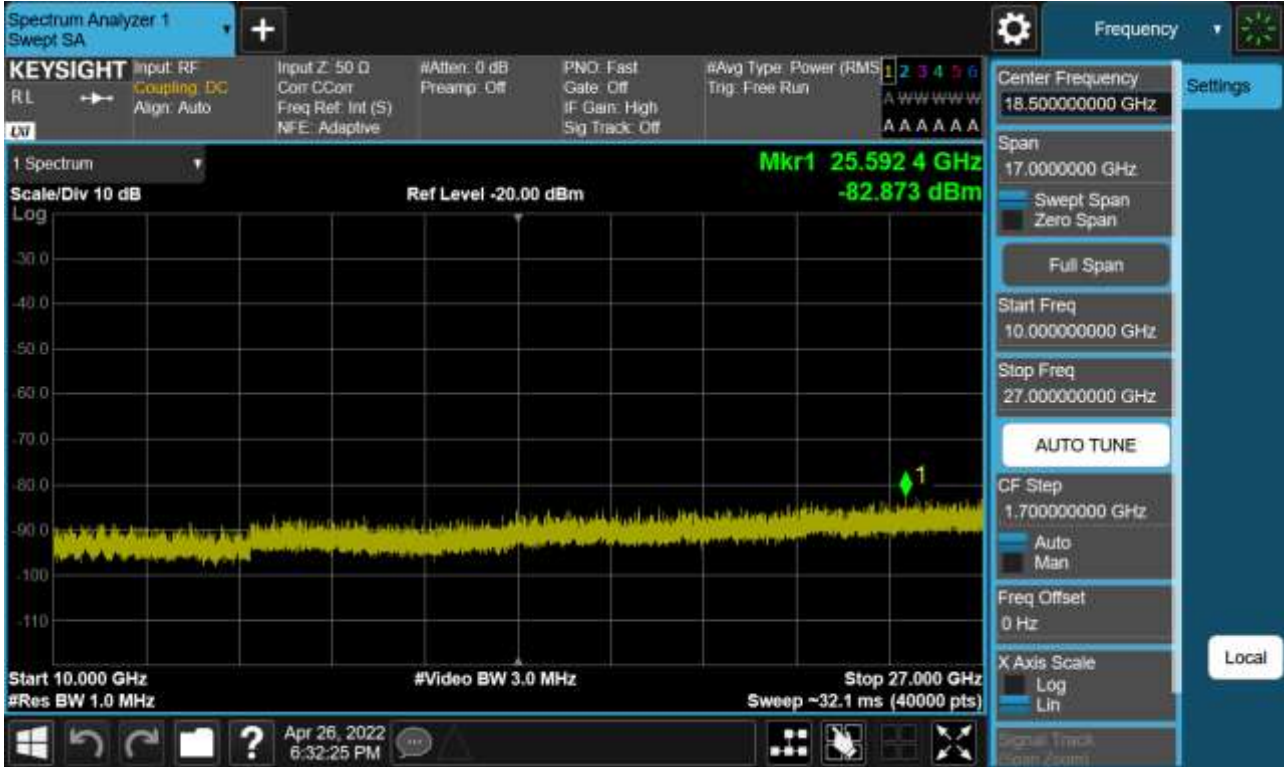 Spectrum Analyzer 1
Swept SA
+
Frequency
KEYSIGHT
RL
LXI
Input: RF
Coupling: DC
Align: Auto
Input Z: 50 Ω
Corr CCorr
Freq Ref: Int (S)
NFE: Adaptive
#Atten: 0 dB
Preamp: Off
PNO: Fast
Gate: Off
IF Gain: High
Sig Track: Off
#Avg Type: Power (RMS
Trig: Free Run
1 2 3 4 5 6
A W W W W W
A A A A A A
1 Spectrum
Scale/Div 10 dB
Log
Ref Level -20.00 dBm
Mkr1 25.592 4 GHz
-82.873 dBm
-30.0
-40.0
-50.0
-60.0
-70.0
-80.0
-90.0
-100
-110
1
Start 10.000 GHz
#Res BW 1.0 MHz
#Video BW 3.0 MHz
Stop 27.000 GHz
Sweep ~32.1 ms (40000 pts)
Center Frequency
18.500000000 GHz
Span
17.0000000 GHz
Swept Span
Zero Span
Full Span
Start Freq
10.000000000 GHz
Stop Freq
27.000000000 GHz
AUTO TUNE
CF Step
1.700000000 GHz
Auto
Man
Freq Offset
0 Hz
X Axis Scale
Log
Lin
Signal Track
(Span Zoom)
Settings
Local
?
Apr 26, 2022
6:32:25 PM